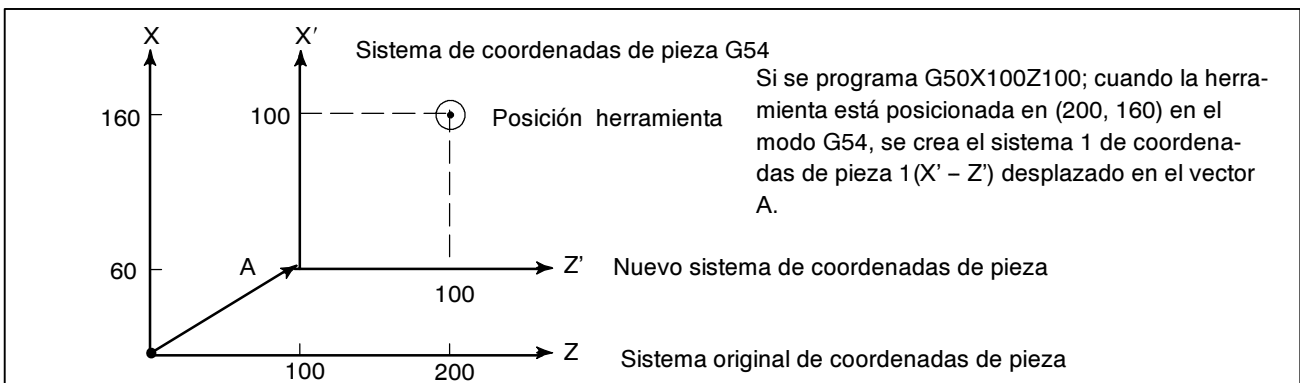 X
X′
Sistema de coordenadas de pieza G54
160
100
Posición herramienta
Si se programa G50X100Z100; cuando la herra-
mienta está posicionada en (200, 160) en el
modo G54, se crea el sistema 1 de coordena-
das de pieza 1(X' – Z') desplazado en el vector
A.
60
A
Z'
Nuevo sistema de coordenadas de pieza
100
Z
Sistema original de coordenadas de pieza
100
200